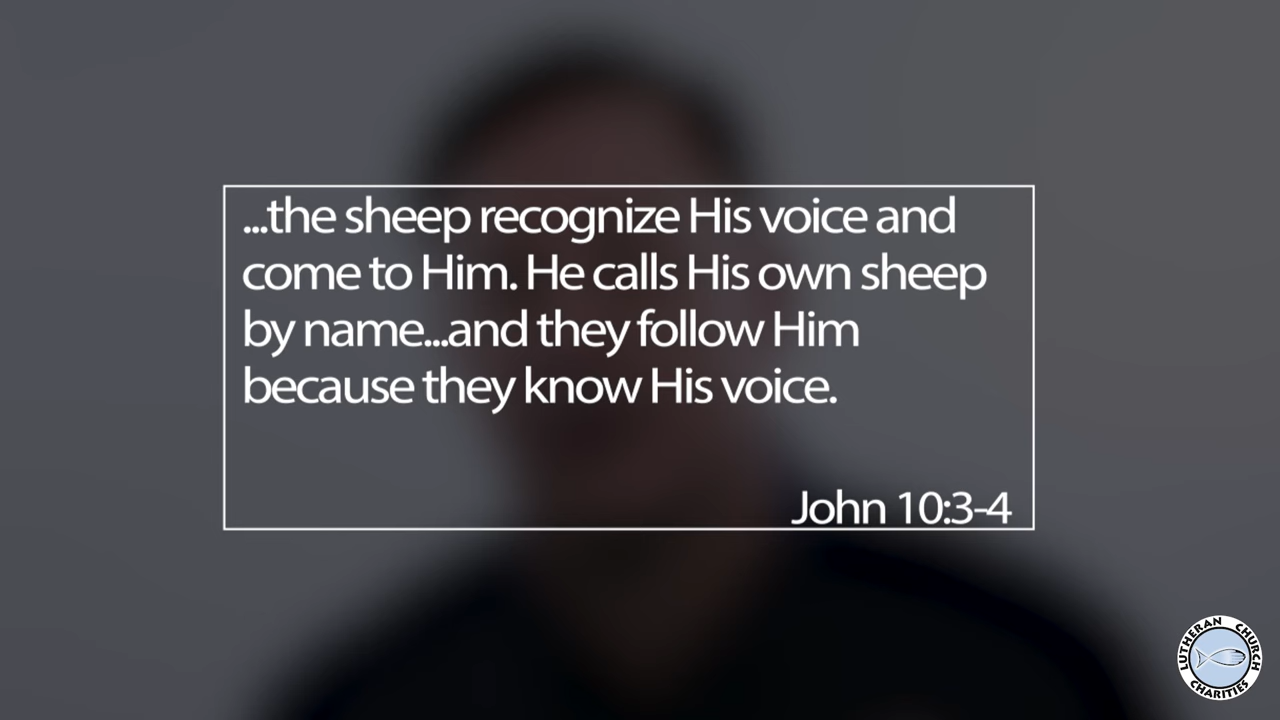 ...the sheep recognize His voice and
come to Him. He calls His own sheep
by name...and they follow Him
because they know His voice.
John 10:3-4
LUTHERAN CHURCH
CHARITIES